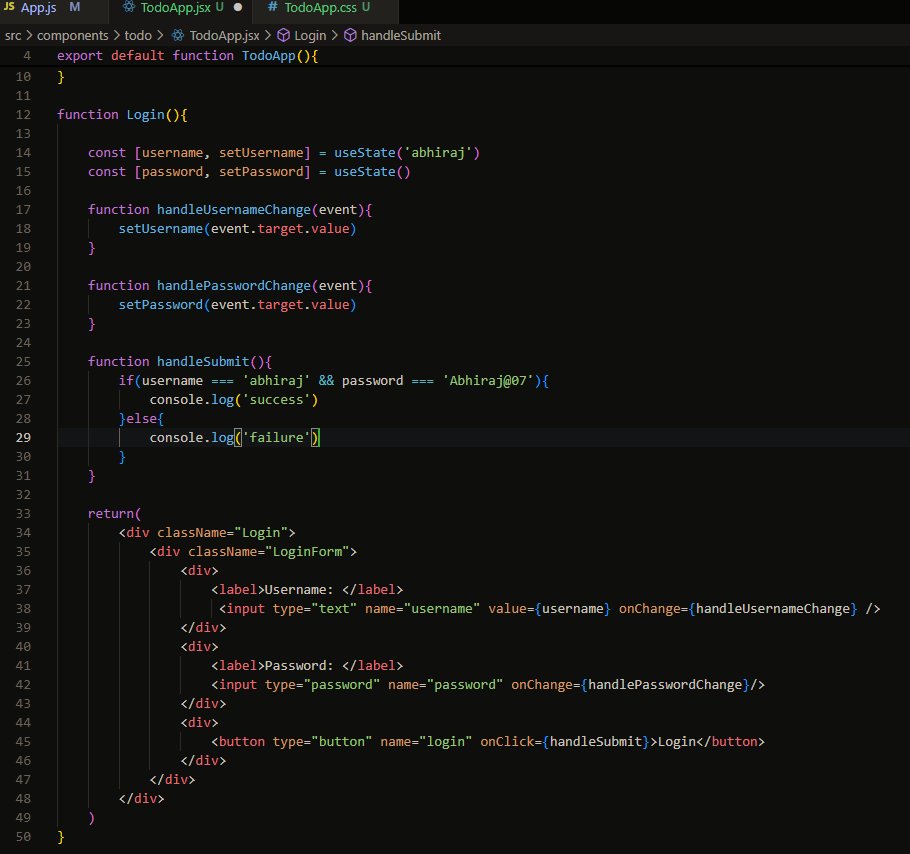 JS App.js M TodoApp.jsx U # TodoApp.css U
src > components > todo > TodoApp.jsx > Login > handleSubmit
4 export default function TodoApp(){
10 }
11
12 function Login(){
13
14 const [username, setUsername] = useState('abhiraj')
15 const [password, setPassword] = useState()
16
17 function handleUsernameChange(event){
18 setUsername(event.target.value)
19 }
20
21 function handlePasswordChange(event){
22 setPassword(event.target.value)
23 }
24
25 function handleSubmit(){
26 if(username === 'abhiraj' && password === 'Abhiraj@07'){
27 console.log('success')
28 }else{
29 console.log('failure')
30 }
31 }
32
33 return(
34 <div className="Login">
35 <div className="LoginForm">
36 <div>
37 <label>Username: </label>
38 <input type="text" name="username" value={username} onChange={handleUsernameChange} />
39 </div>
40 <div>
41 <label>Password: </label>
42 <input type="password" name="password" onChange={handlePasswordChange}/>
43 </div>
44 <div>
45 <button type="button" name="login" onClick={handleSubmit}>Login</button>
46 </div>
47 </div>
48 </div>
49 )
50 }